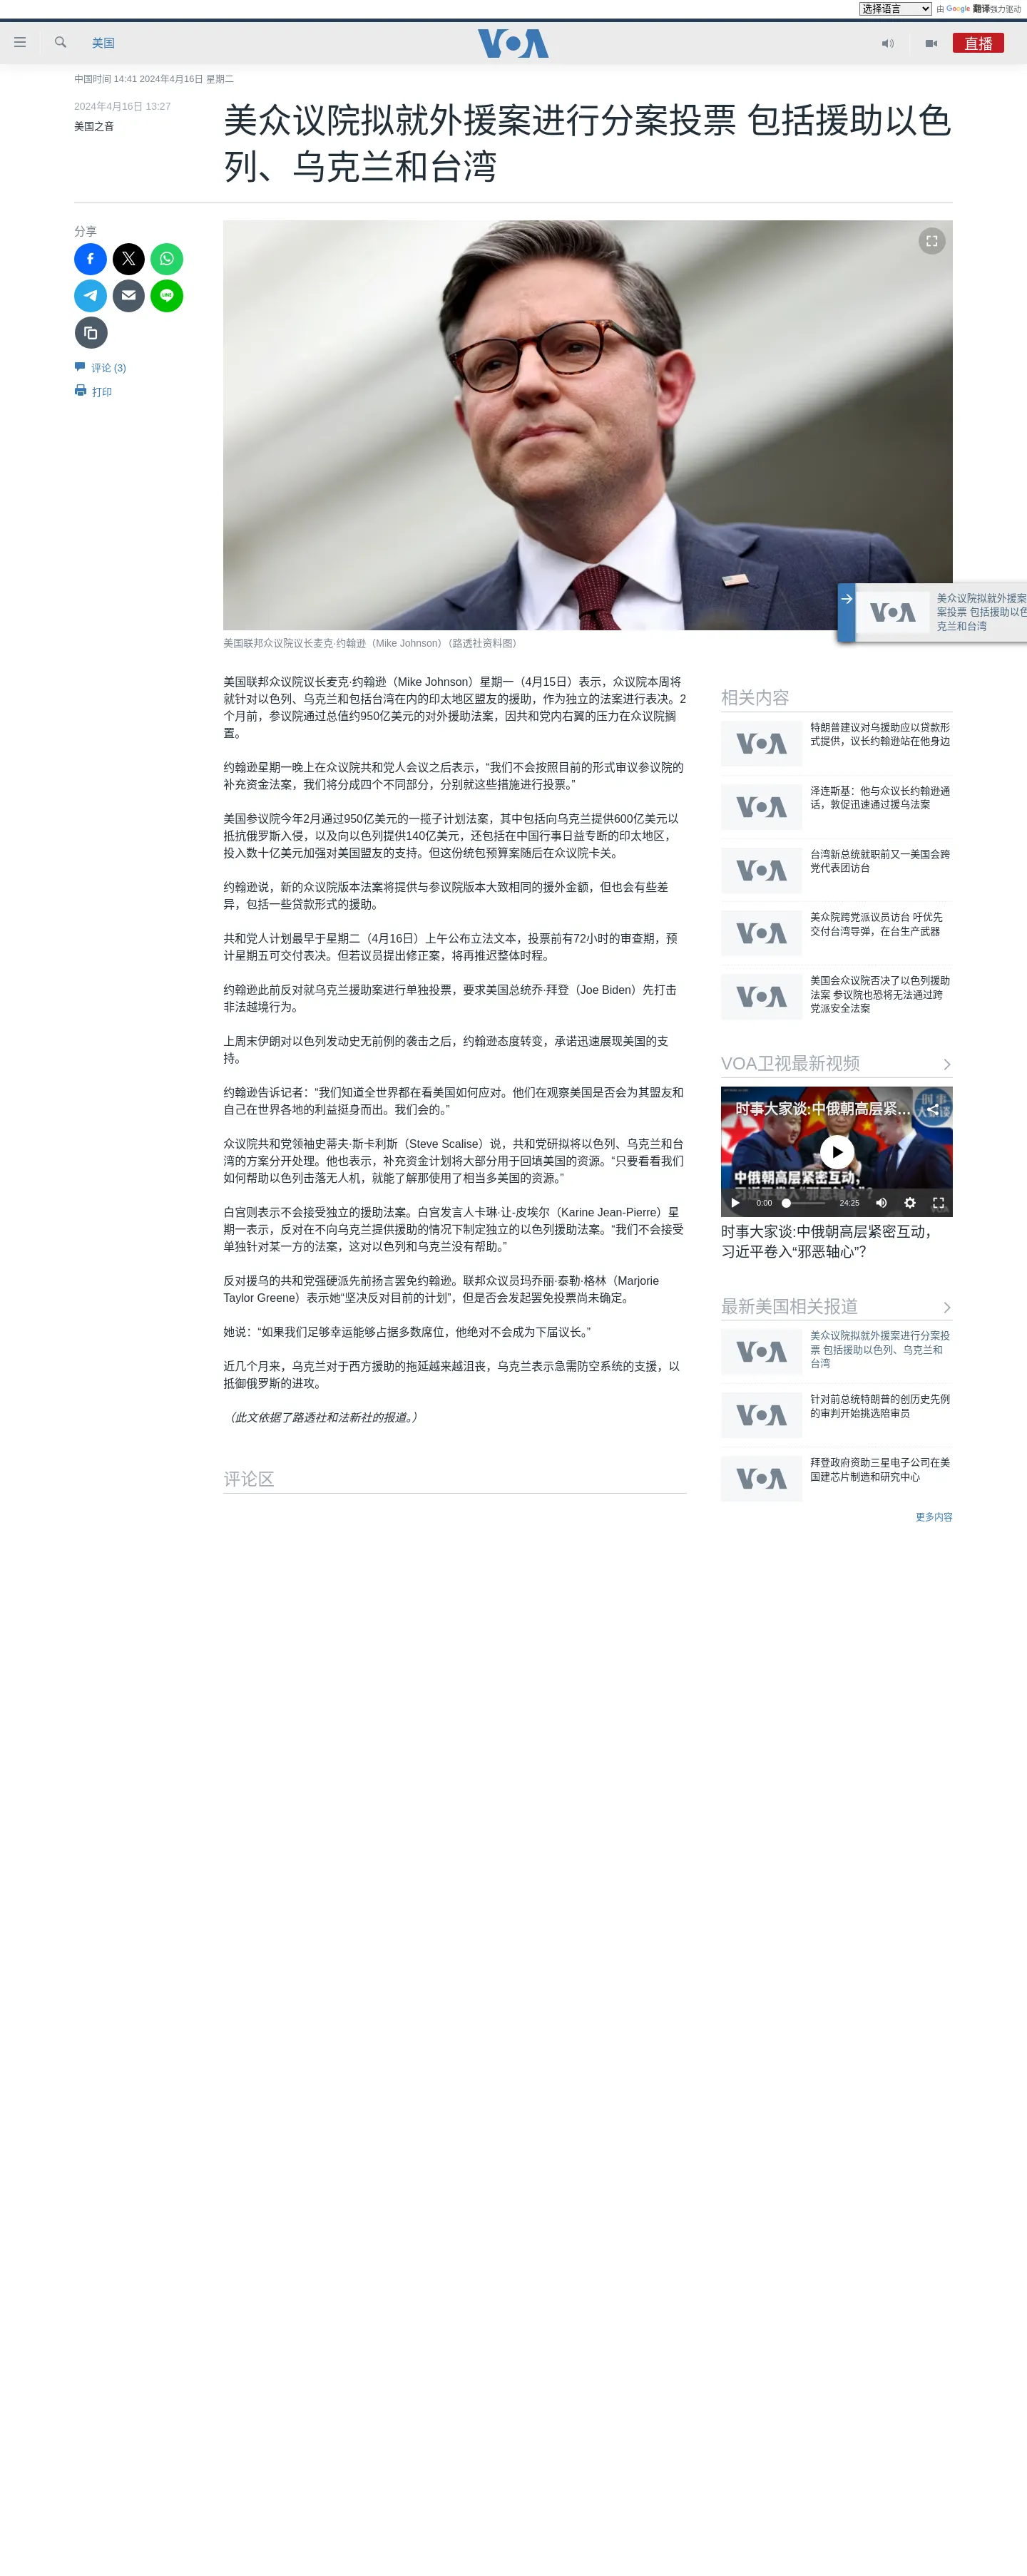 选择语言
由 Google 翻译强力驱动
美国
VOA
直播
中国时间 14:41 2024年4月16日 星期二
2024年4月16日 13:27
美国之音
美众议院拟就外援案进行分案投票 包括援助以色
列、乌克兰和台湾
分享
LINE
评论 (3)
打印
美国联邦众议院议长麦克·约翰逊（Mike Johnson）（路透社资料图）
VOA
美众议院拟就外援案
案投票 包括援助以色
克兰和台湾
美国联邦众议院议长麦克·约翰逊（Mike Johnson）星期一（4月15日）表示，众议院本周将
就针对以色列、乌克兰和包括台湾在内的印太地区盟友的援助，作为独立的法案进行表决。2
个月前，参议院通过总值约950亿美元的对外援助法案，因共和党内右翼的压力在众议院搁
置。
约翰逊星期一晚上在众议院共和党人会议之后表示，“我们不会按照目前的形式审议参议院的
补充资金法案，我们将分成四个不同部分，分别就这些措施进行投票。”
美国参议院今年2月通过950亿美元的一揽子计划法案，其中包括向乌克兰提供600亿美元以
抵抗俄罗斯入侵，以及向以色列提供140亿美元，还包括在中国行事日益专断的印太地区，
投入数十亿美元加强对美国盟友的支持。但这份统包预算案随后在众议院卡关。
约翰逊说，新的众议院版本法案将提供与参议院版本大致相同的援外金额，但也会有些差
异，包括一些贷款形式的援助。
共和党人计划最早于星期二（4月16日）上午公布立法文本，投票前有72小时的审查期，预
计星期五可交付表决。但若议员提出修正案，将再推迟整体时程。
约翰逊此前反对就乌克兰援助案进行单独投票，要求美国总统乔·拜登（Joe Biden）先打击
非法越境行为。
上周末伊朗对以色列发动史无前例的袭击之后，约翰逊态度转变，承诺迅速展现美国的支
持。
约翰逊告诉记者：“我们知道全世界都在看美国如何应对。他们在观察美国是否会为其盟友和
自己在世界各地的利益挺身而出。我们会的。”
众议院共和党领袖史蒂夫·斯卡利斯（Steve Scalise）说，共和党研拟将以色列、乌克兰和台
湾的方案分开处理。他也表示，补充资金计划将大部分用于回填美国的资源。“只要看看我们
如何帮助以色列击落无人机，就能了解那使用了相当多美国的资源。”
白宫则表示不会接受独立的援助法案。白宫发言人卡琳·让-皮埃尔（Karine Jean-Pierre）星
期一表示，反对在不向乌克兰提供援助的情况下制定独立的以色列援助法案。“我们不会接受
单独针对某一方的法案，这对以色列和乌克兰没有帮助。”
反对援乌的共和党强硬派先前扬言罢免约翰逊。联邦众议员玛乔丽·泰勒·格林（Marjorie
Taylor Greene）表示她“坚决反对目前的计划”，但是否会发起罢免投票尚未确定。
她说：“如果我们足够幸运能够占据多数席位，他绝对不会成为下届议长。”
近几个月来，乌克兰对于西方援助的拖延越来越沮丧，乌克兰表示急需防空系统的支援，以
抵御俄罗斯的进攻。
（此文依据了路透社和法新社的报道。）
评论区
相关内容
VOA
特朗普建议对乌援助应以贷款形
式提供，议长约翰逊站在他身边
VOA
泽连斯基：他与众议长约翰逊通
话，敦促迅速通过援乌法案
VOA
台湾新总统就职前又一美国会跨
党代表团访台
VOA
美众院跨党派议员访台 吁优先
交付台湾导弹，在台生产武器
VOA
美国会众议院否决了以色列援助
法案 参议院也恐将无法通过跨
党派安全法案
VOA卫视最新视频
时事大家谈:中俄朝高层紧...
时事
大家谈
中俄朝高层紧密互动，
习近平卷入“邪恶轴心”？
0:00
24:25
VOA
时事大家谈:中俄朝高层紧密互动，
习近平卷入“邪恶轴心”？
最新美国相关报道
VOA
美众议院拟就外援案进行分案投
票 包括援助以色列、乌克兰和
台湾
VOA
针对前总统特朗普的创历史先例
的审判开始挑选陪审员
VOA
拜登政府资助三星电子公司在美
国建芯片制造和研究中心
更多内容